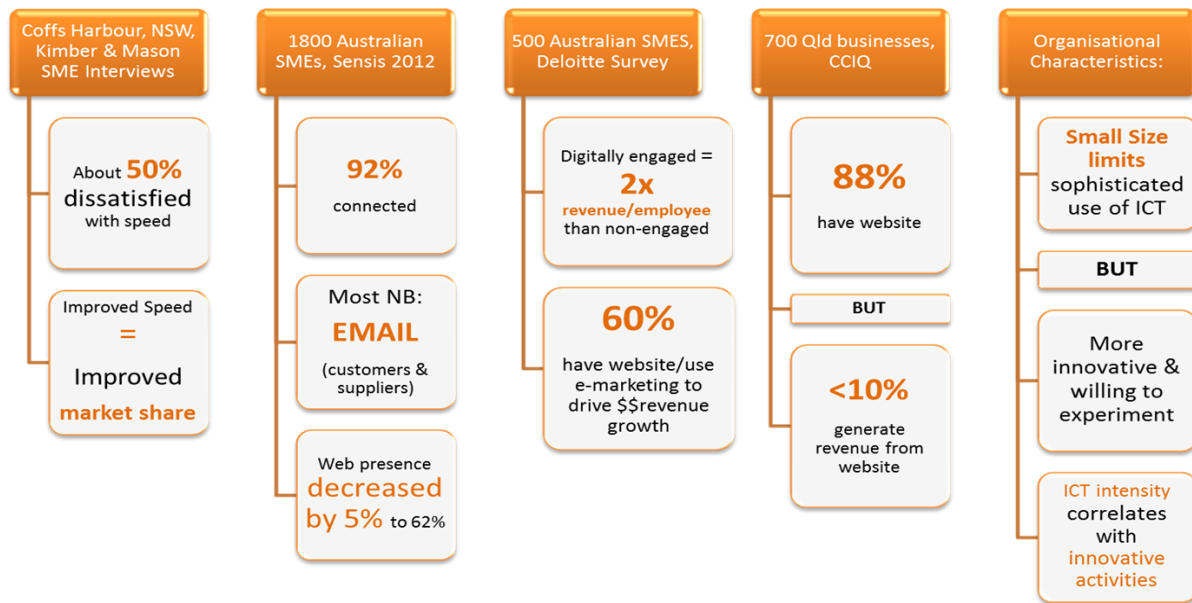 Coffs Harbour, NSW,
Kimber & Mason
SME Interviews
About 50%
dissatisfied
with speed
Improved Speed
=
Improved
market share
1800 Australian
SMEs, Sensis 2012
92%
connected
Most NB:
EMAIL
(customers &
suppliers)
Web presence
decreased
by 5% to 62%
500 Australian SMES,
Deloitte Survey
Digitally engaged =
2x
revenue/employee
than non-engaged
60%
have website/use
e-marketing to
drive $$revenue
growth
700 Qld businesses,
CCIQ
88%
have website
BUT
<10%
generate
revenue from
website
Organisational
Characteristics:
Small Size
limits
sophisticated
use of ICT
BUT
More
innovative &
willing to
experiment
ICT intensity
correlates
with
innovative
activities